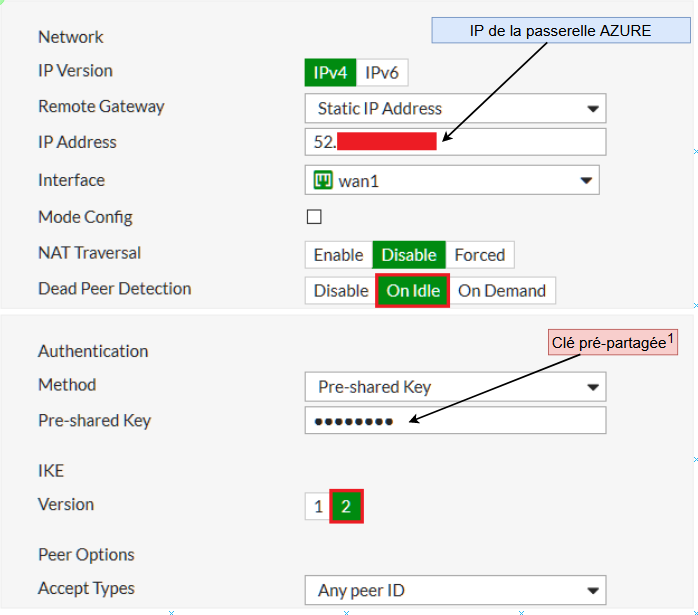 Network
IP de la passerelle AZURE
IP Version IPv4 IPv6
Remote Gateway Static IP Address
IP Address 52.
Interface wan1
Mode Config
NAT Traversal Enable Disable Forced
Dead Peer Detection Disable On Idle On Demand
Authentication
Clé pré-partagée1
Method Pre-shared Key
Pre-shared Key ••••••••
IKE
Version 1 2
Peer Options
Accept Types Any peer ID